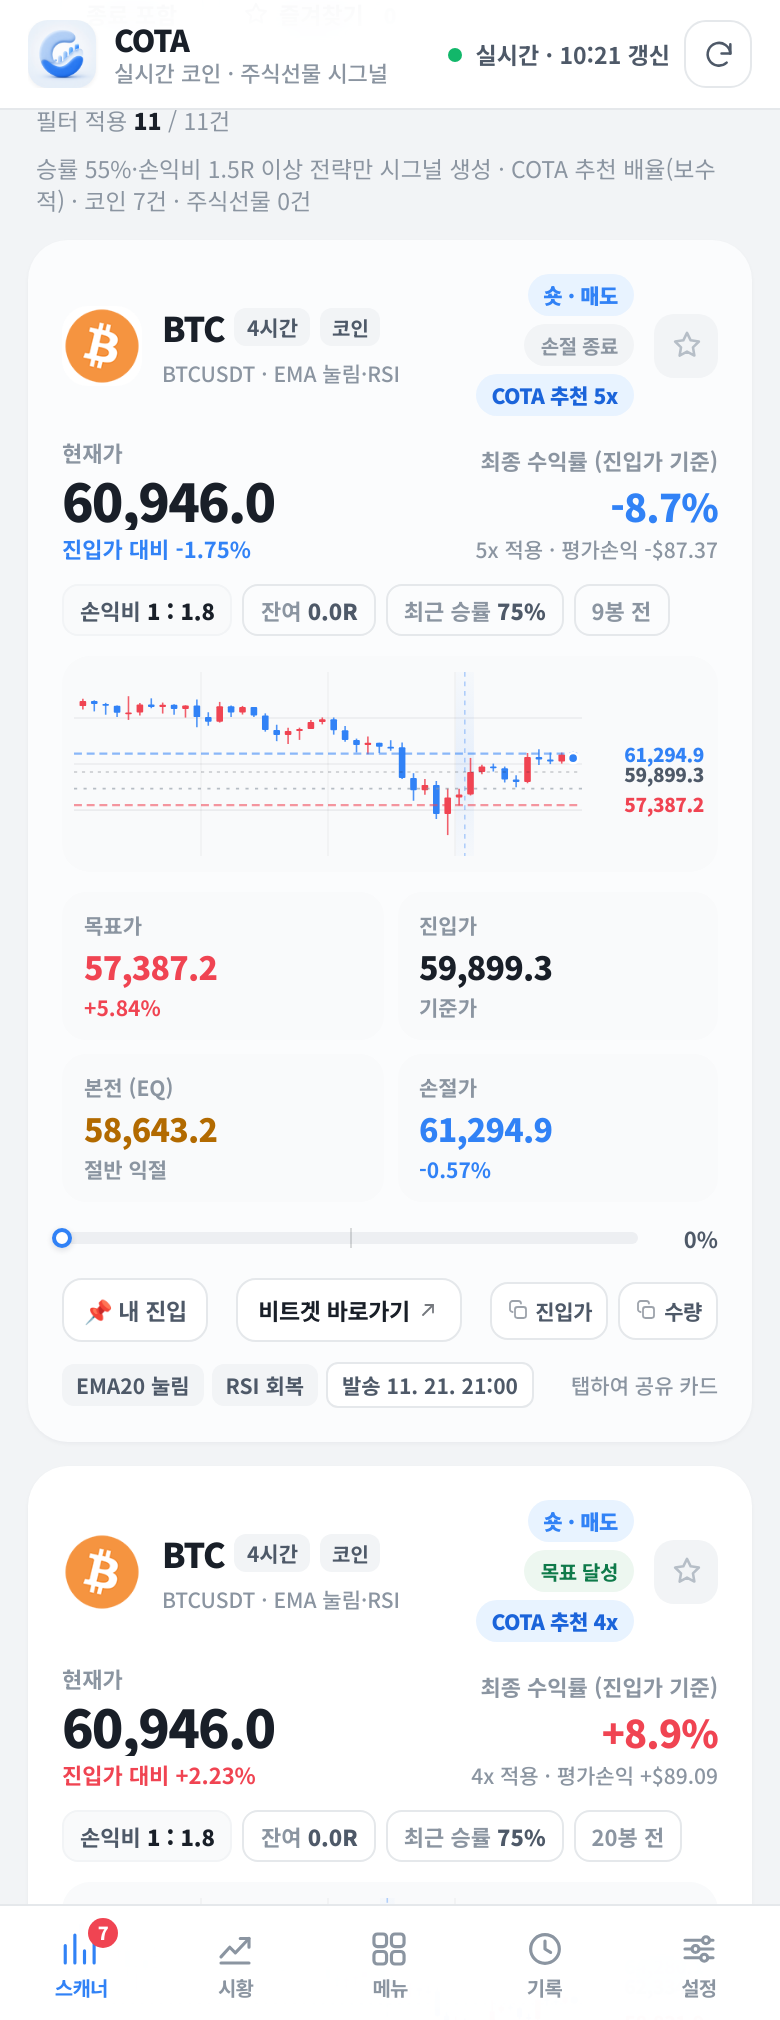 COTA
실시간 코인 · 주식선물 시그널
실시간 · 10:21 갱신
필터 적용 11 / 11건
승률 55%·손익비 1.5R 이상 전략만 시그널 생성 · COTA 추천 배율(보수
적) · 코인 7건 · 주식선물 0건
BTC 4시간 코인
BTCUSDT · EMA 눌림·RSI
숏 · 매도
손절 종료
COTA 추천 5x
현재가
60,946.0
진입가 대비 -1.75%
최종 수익률 (진입가 기준)
-8.7%
5x 적용 · 평가손익 -$87.37
손익비 1 : 1.8
잔여 0.0R
최근 승률 75%
9봉 전
61,294.9
59,899.3
57,387.2
목표가
57,387.2
+5.84%
진입가
59,899.3
기준가
본전 (EQ)
58,643.2
절반 익절
손절가
61,294.9
-0.57%
0%
📌 내 진입
비트겟 바로가기 ↗
진입가
수량
EMA20 눌림
RSI 회복
발송 11. 21. 21:00
탭하여 공유 카드
BTC 4시간 코인
BTCUSDT · EMA 눌림·RSI
숏 · 매도
목표 달성
COTA 추천 4x
현재가
60,946.0
진입가 대비 +2.23%
최종 수익률 (진입가 기준)
+8.9%
4x 적용 · 평가손익 +$89.09
손익비 1 : 1.8
잔여 0.0R
최근 승률 75%
20봉 전
7
스캐너
시황
메뉴
기록
설정